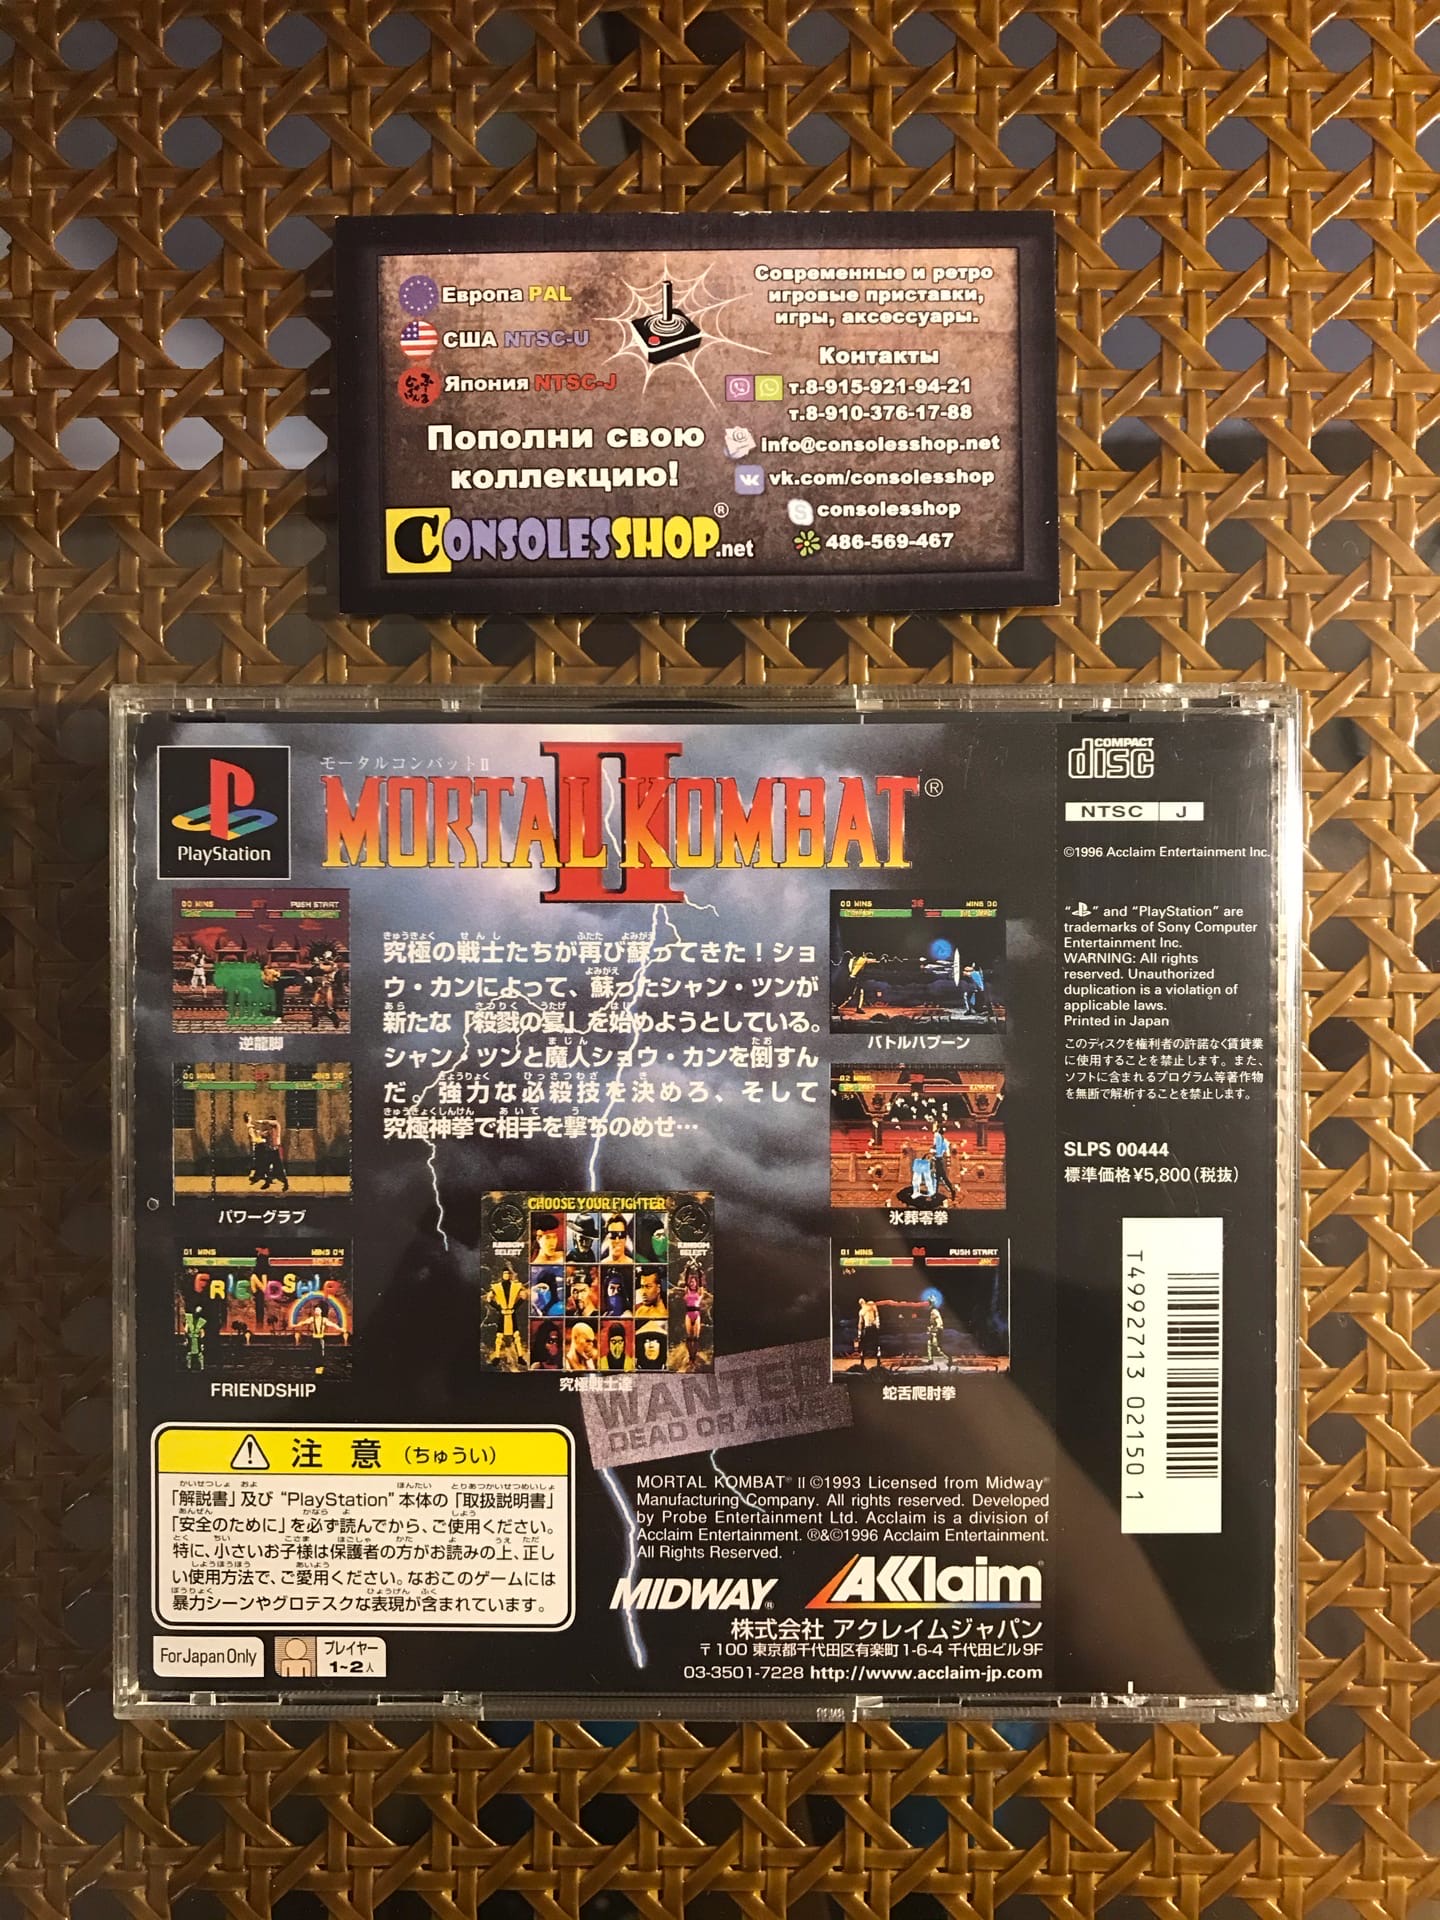 Европа PAL
США NTSC-U
Япония NTSC-J
Пополни свою
коллекцию!
CONSOLESSHOP.net®
Современные и ретро
игровые приставки,
игры, аксессуары.
Контакты
т.8-915-921-94-21
т.8-910-376-17-88
info@consolesshop.net
vk.com/consolesshop
consolesshop
486-569-467
PlayStation
モータルコンバットII
MORTAL KOMBAT®
II
COMPACT
disc
NTSC J
©1996 Acclaim Entertainment Inc.
“ ” and “PlayStation” are
trademarks of Sony Computer
Entertainment Inc.
WARNING: All rights
reserved. Unauthorized
duplication is a violation of
applicable laws.
Printed in Japan
このディスクを権利者の許諾なく賃貸業
に使用することを禁止します。また、
ソフトに含まれるプログラム等著作物
を無断で解析することを禁止します。
SLPS 00444
標準価格¥5,800(税抜)
T4992713 02150 1
逆龍脚
パワーグラブ
FRIENDSHIP
FRIENDSHIP
究極の戦士たちが再び蘇ってきた！ショ
ウ・カンによって、蘇ったシャン・ツンが
新たな「殺戮の宴」を始めようとしている。
シャン・ツンと魔人ショウ・カンを倒すん
だ。強力な必殺技を決めろ、そして
究極神拳で相手を撃ちのめせ…
CHOOSE YOUR FIGHTER
RANDOM SELECT
RANDOM SELECT
究極戦士達
バトルハプーン
氷葬零拳
蛇舌爬肘拳
WANTED
DEAD OR ALIVE
注意（ちゅうい）
「解説書」及び “PlayStation” 本体の「取扱説明書」
「安全のために」を必ず読んでから、ご使用ください。
特に、小さいお子様は保護者の方がお読みの上、正し
い使用方法で、ご愛用ください。なおこのゲームには
暴力シーンやグロテスクな表現が含まれています。
For Japan Only
プレイヤー
1~2人
MORTAL KOMBAT® II ©1993 Licensed from Midway®
Manufacturing Company. All rights reserved. Developed
by Probe Entertainment Ltd. Acclaim is a division of
Acclaim Entertainment. ®&©1996 Acclaim Entertainment.
All Rights Reserved.
MIDWAY®
AKKlaim®
株式会社 アクレイムジャパン
〒100 東京都千代田区有楽町1-6-4 千代田ビル9F
03-3501-7228 http://www.acclaim-jp.com